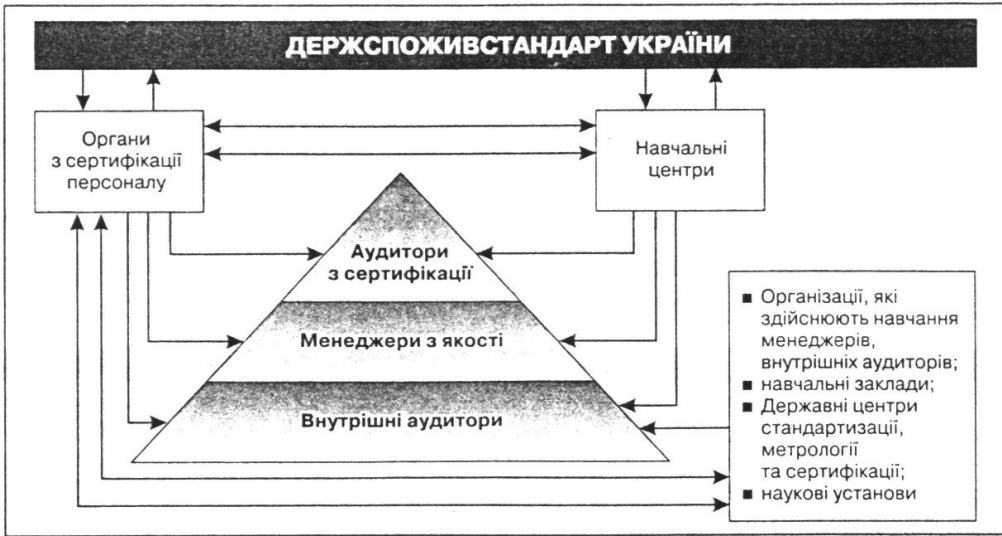 ДЕРЖСПОЖИВСТАНДАРТ УКРАЇНИ
Органи
з сертифікації
персоналу
Навчальні
центри
Аудитори
з сертифікації
Менеджери з якості
Внутрішні аудитори
■ Організації, які
здійснюють навчання
менеджерів,
внутрішніх аудиторів;
■ навчальні заклади;
■ Державні центри
стандартизації,
метрології
та сертифікації;
■ наукові установи